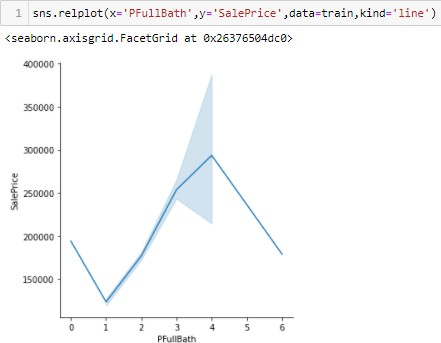 1 sns.relplot(x='PFullBath',y='SalePrice',data=train,kind='line')
<seaborn.axisgrid.FacetGrid at 0x26376504dc0>
400000
350000
300000
250000
200000
150000
SalePrice
0 1 2 3 4 5 6
PFullBath